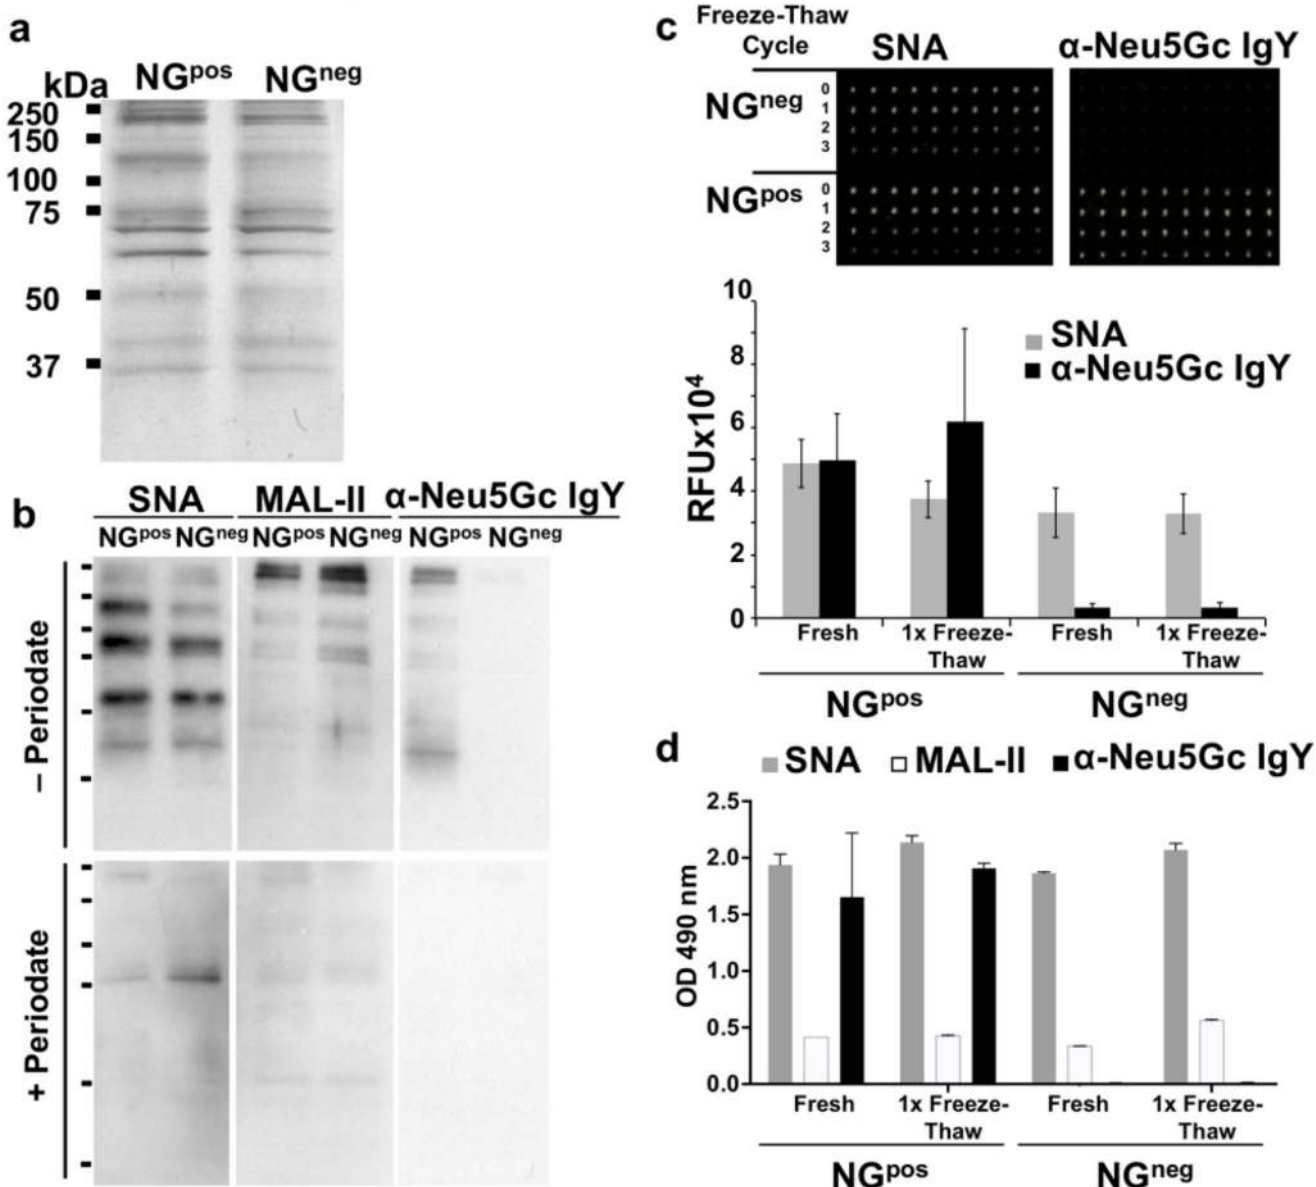 a
kDa
NGpos NGneg
250
150
100
75
50
37
b
SNA MAL-II α-Neu5Gc IgY
NGpos NGneg NGpos NGneg NGpos NGneg
– Periodate
+ Periodate
c
Freeze-Thaw
Cycle
SNA α-Neu5Gc IgY
NGneg
0
1
2
3
NGpos
0
1
2
3
RFUx10⁴
10
8
6
4
2
0
SNA
α-Neu5Gc IgY
Fresh 1x Freeze- Fresh 1x Freeze-
Thaw Thaw
NGpos NGneg
d
SNA MAL-II α-Neu5Gc IgY
OD 490 nm
2.5
2.0
1.5
1.0
0.5
0.0
Fresh 1x Freeze- Fresh 1x Freeze-
Thaw Thaw
NGpos NGneg